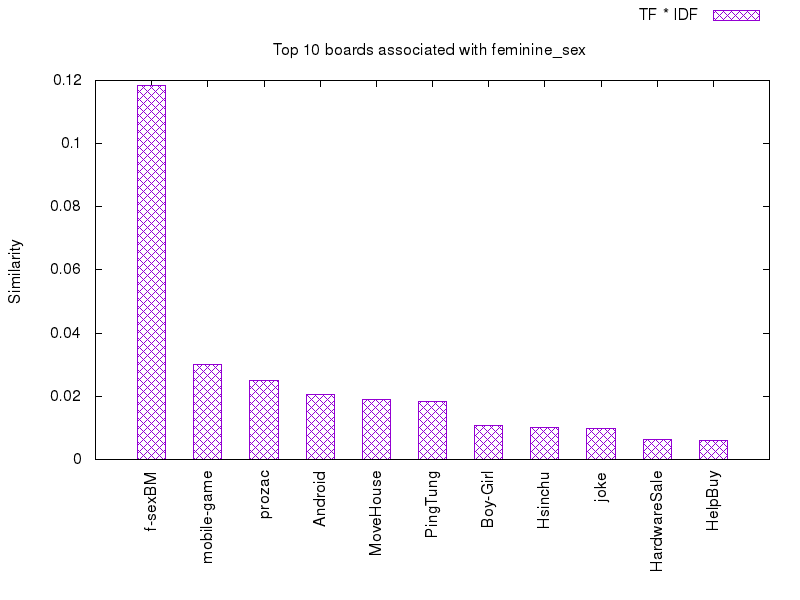 TF * IDF
Top 10 boards associated with feminine_sex
0.12
0.1
0.08
0.06
0.04
0.02
0
Similarity
f-sexBM
mobile-game
prozac
Android
MoveHouse
PingTung
Boy-Girl
Hsinchu
joke
HardwareSale
HelpBuy